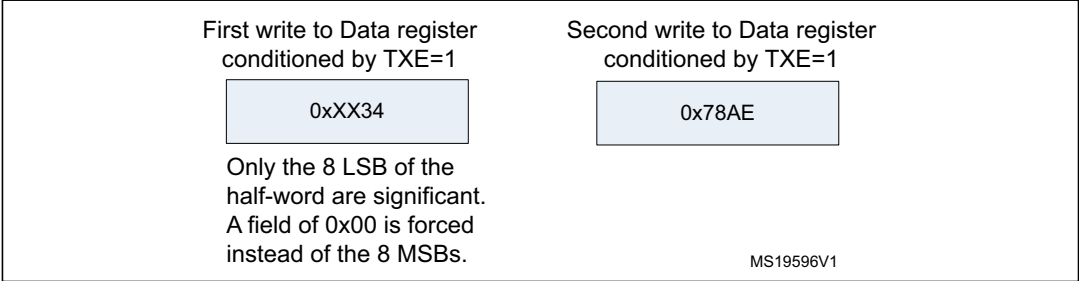 First write to Data register
conditioned by TXE=1
0xXX34
Only the 8 LSB of the
half-word are significant.
A field of 0x00 is forced
instead of the 8 MSBs.
Second write to Data register
conditioned by TXE=1
0x78AE
MS19596V1